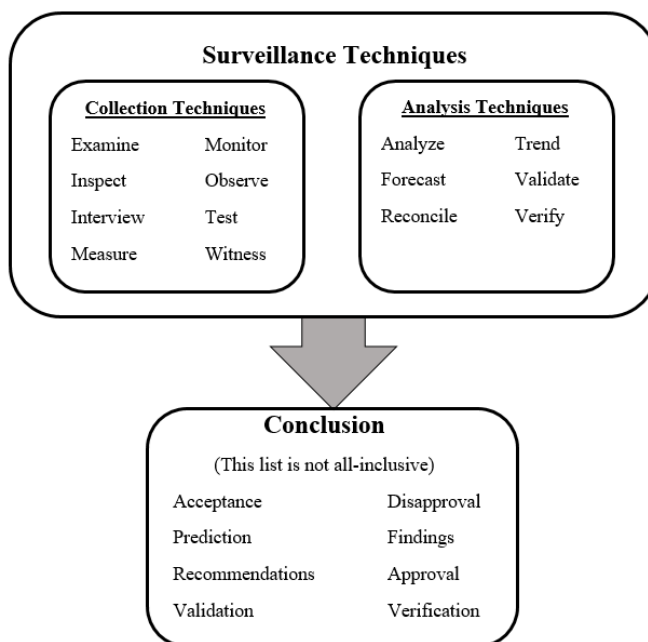 Surveillance Techniques
Collection Techniques
Examine Monitor
Inspect Observe
Interview Test
Measure Witness
Analysis Techniques
Analyze Trend
Forecast Validate
Reconcile Verify
Conclusion
(This list is not all-inclusive)
Acceptance Disapproval
Prediction Findings
Recommendations Approval
Validation Verification